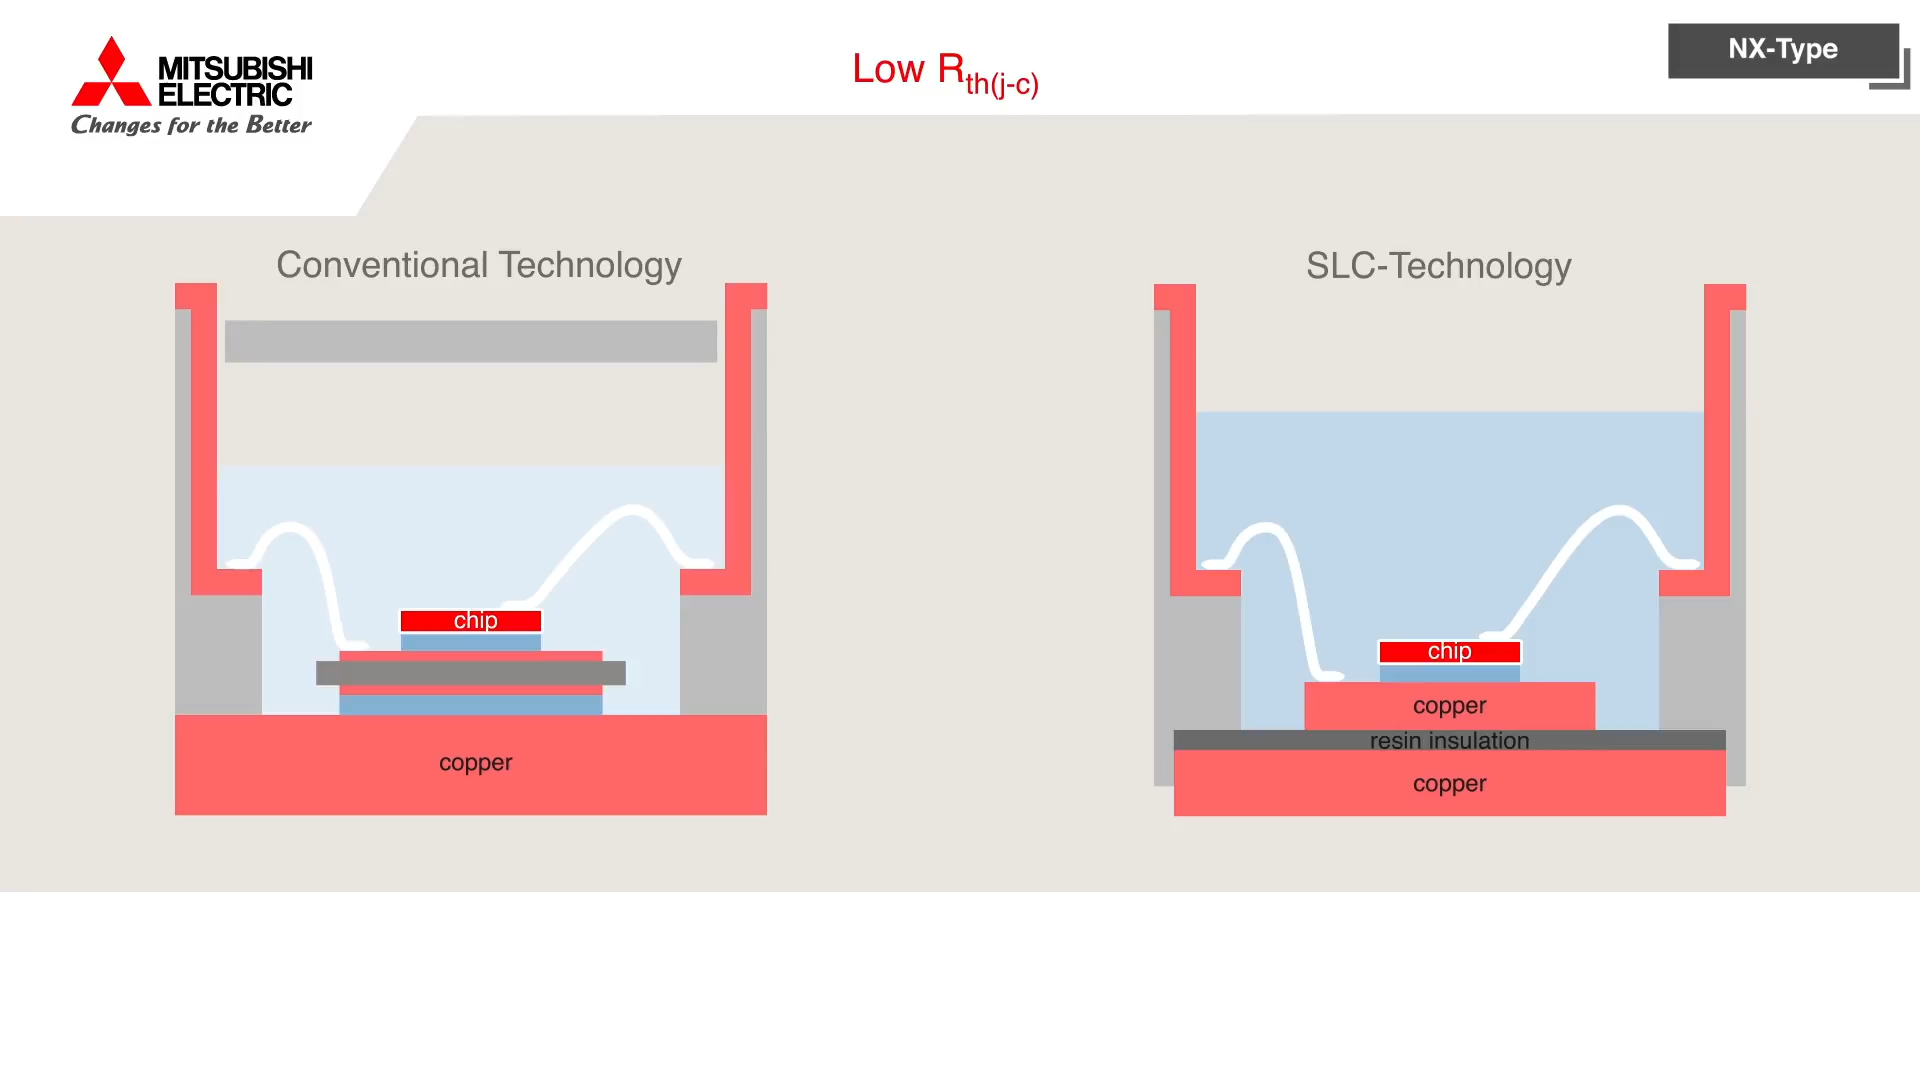 MITSUBISHI
ELECTRIC
Changes for the Better
Low Rth(j-c)
NX-Type
Conventional Technology
chip
copper
SLC-Technology
chip
copper
resin insulation
copper